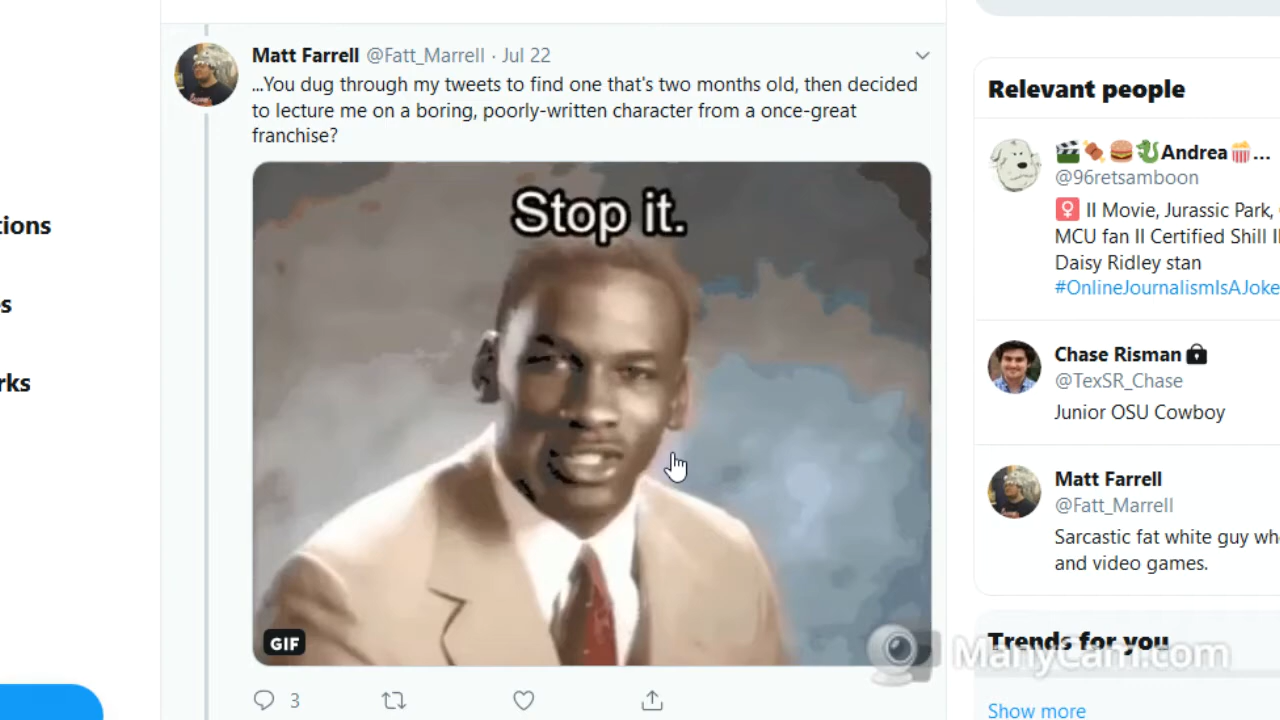 tions
s
rks
Matt Farrell @Fatt_Marrell · Jul 22
...You dug through my tweets to find one that's two months old, then decided
to lecture me on a boring, poorly-written character from a once-great
franchise?
Stop it.
GIF
3
Relevant people
Andrea ...
@96retsamboon
II Movie, Jurassic Park,
MCU fan II Certified Shill II
Daisy Ridley stan
#OnlineJournalismIsAJoke
Chase Risman
@TexSR_Chase
Junior OSU Cowboy
Matt Farrell
@Fatt_Marrell
Sarcastic fat white guy wh
and video games.
Trends for you
ManyCam.com
Show more